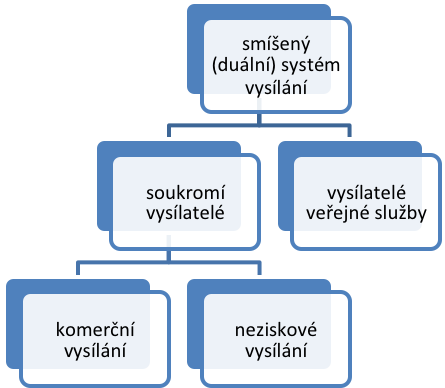 smíšený
(duální) systém
vysílání
soukromí
vysílatelé
vysílatelé
veřejné služby
komerční
vysílání
neziskové
vysílání